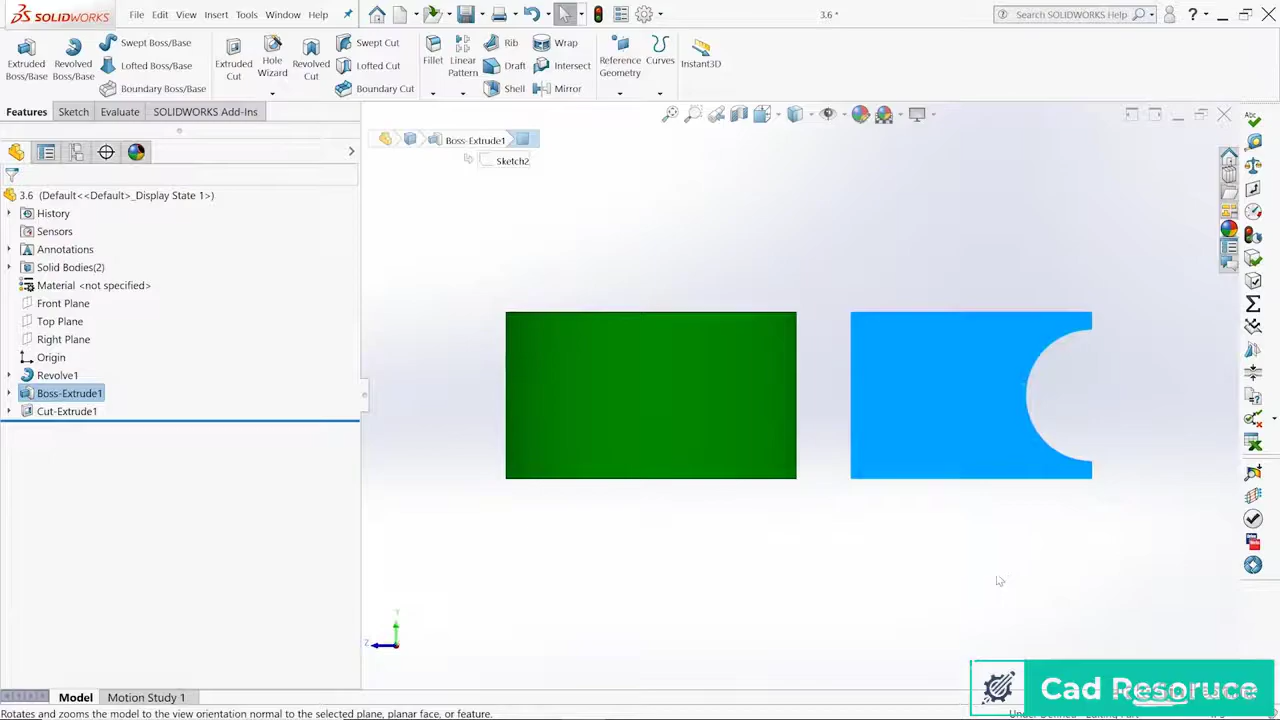 SOLIDWORKS
File Edit View Insert Tools Window Help
3.6 *
Search SOLIDWORKS Help
Extruded Boss/Base
Revolved Boss/Base
Swept Boss/Base
Lofted Boss/Base
Boundary Boss/Base
Extruded Cut
Hole Wizard
Revolved Cut
Swept Cut
Lofted Cut
Boundary Cut
Fillet
Linear Pattern
Rib
Draft
Shell
Wrap
Intersect
Mirror
Reference Geometry
Curves
Instant3D
Features Sketch Evaluate SOLIDWORKS Add-Ins
Boss-Extrude1
Sketch2
3.6 (Default<<Default>_Display State 1>)
History
Sensors
Annotations
Solid Bodies(2)
Material <not specified>
Front Plane
Top Plane
Right Plane
Origin
Revolve1
Boss-Extrude1
Cut-Extrude1
Y
Z
Cad Resoruce
Model Motion Study 1
Rotates and zooms the model to the view orientation normal to the selected plane, planar face, or feature.